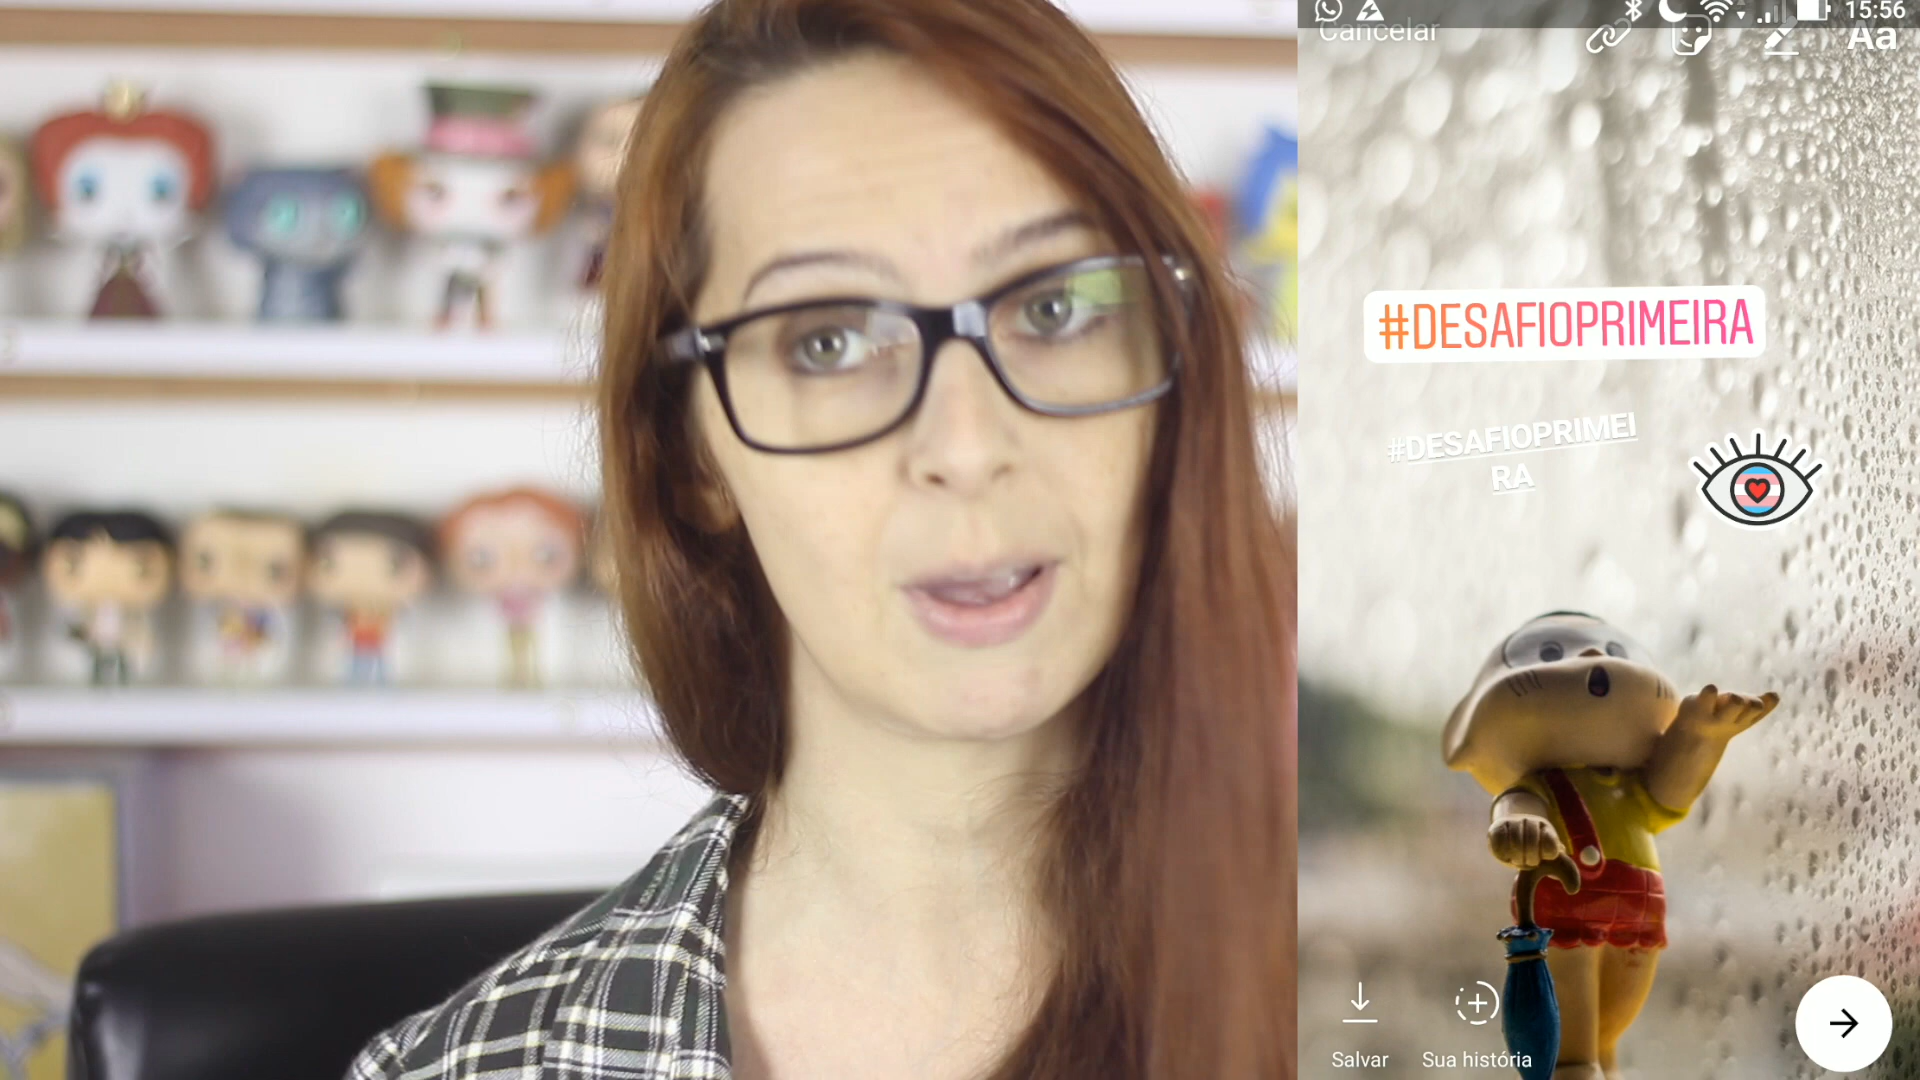 15:56
Cancelar
Aa
#DESAFIOPRIMEIRA
#DESAFIOPRIMEI
RA
Salvar
Sua história